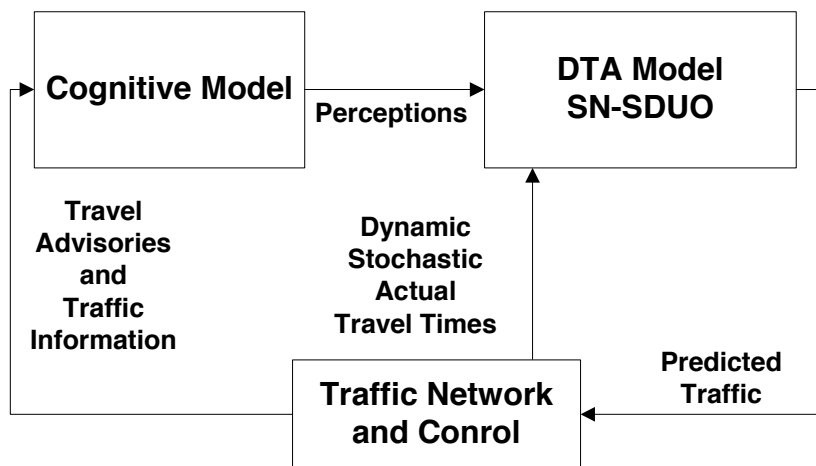 Cognitive Model
Perceptions
DTA Model
SN-SDUO
Travel
Advisories
and
Traffic
Information
Dynamic
Stochastic
Actual
Travel Times
Predicted
Traffic
Traffic Network
and Conrol